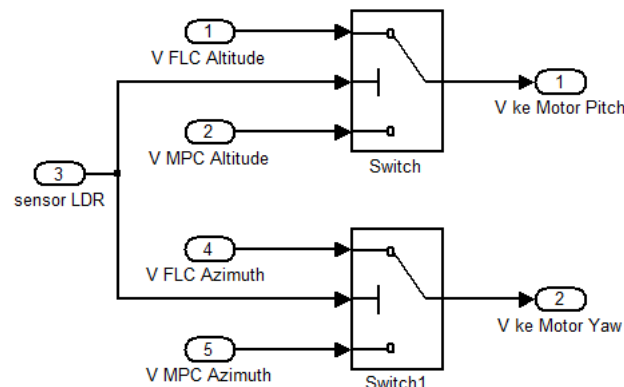 1
V FLC Altitude
1
V ke Motor Pitch
2
V MPC Altitude
Switch
3
sensor LDR
4
V FLC Azimuth
2
V ke Motor Yaw
5
V MPC Azimuth
Switch1